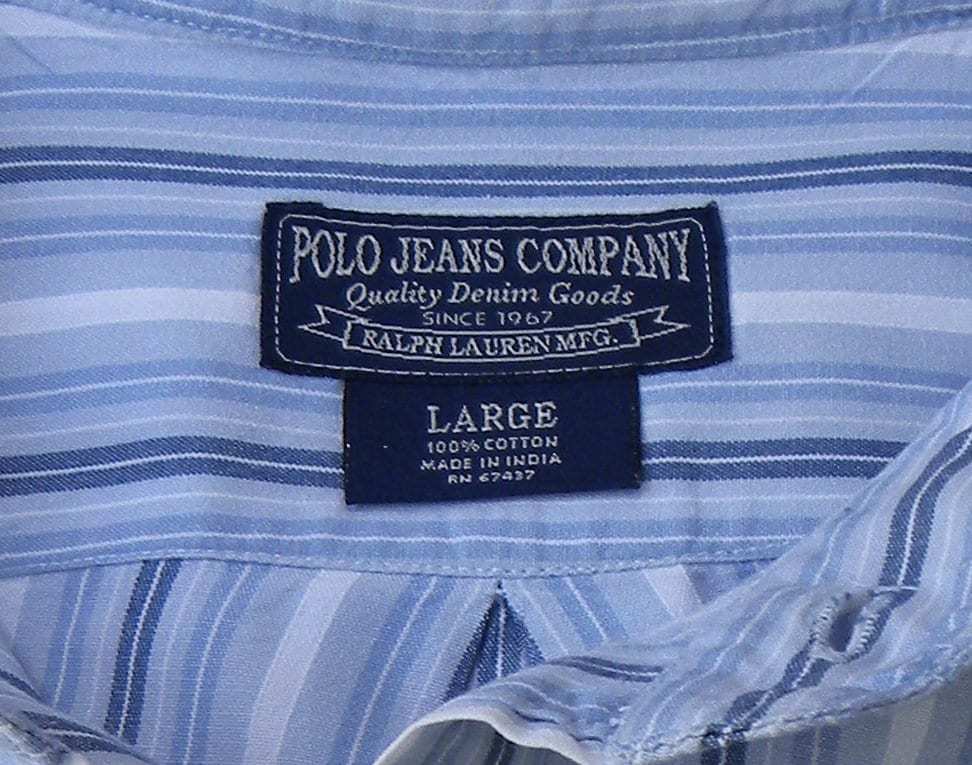 POLO JEANS COMPANY
Quality Denim Goods
SINCE 1967
RALPH LAUREN MFG.
LARGE
100% COTTON
MADE IN INDIA
RN 67437